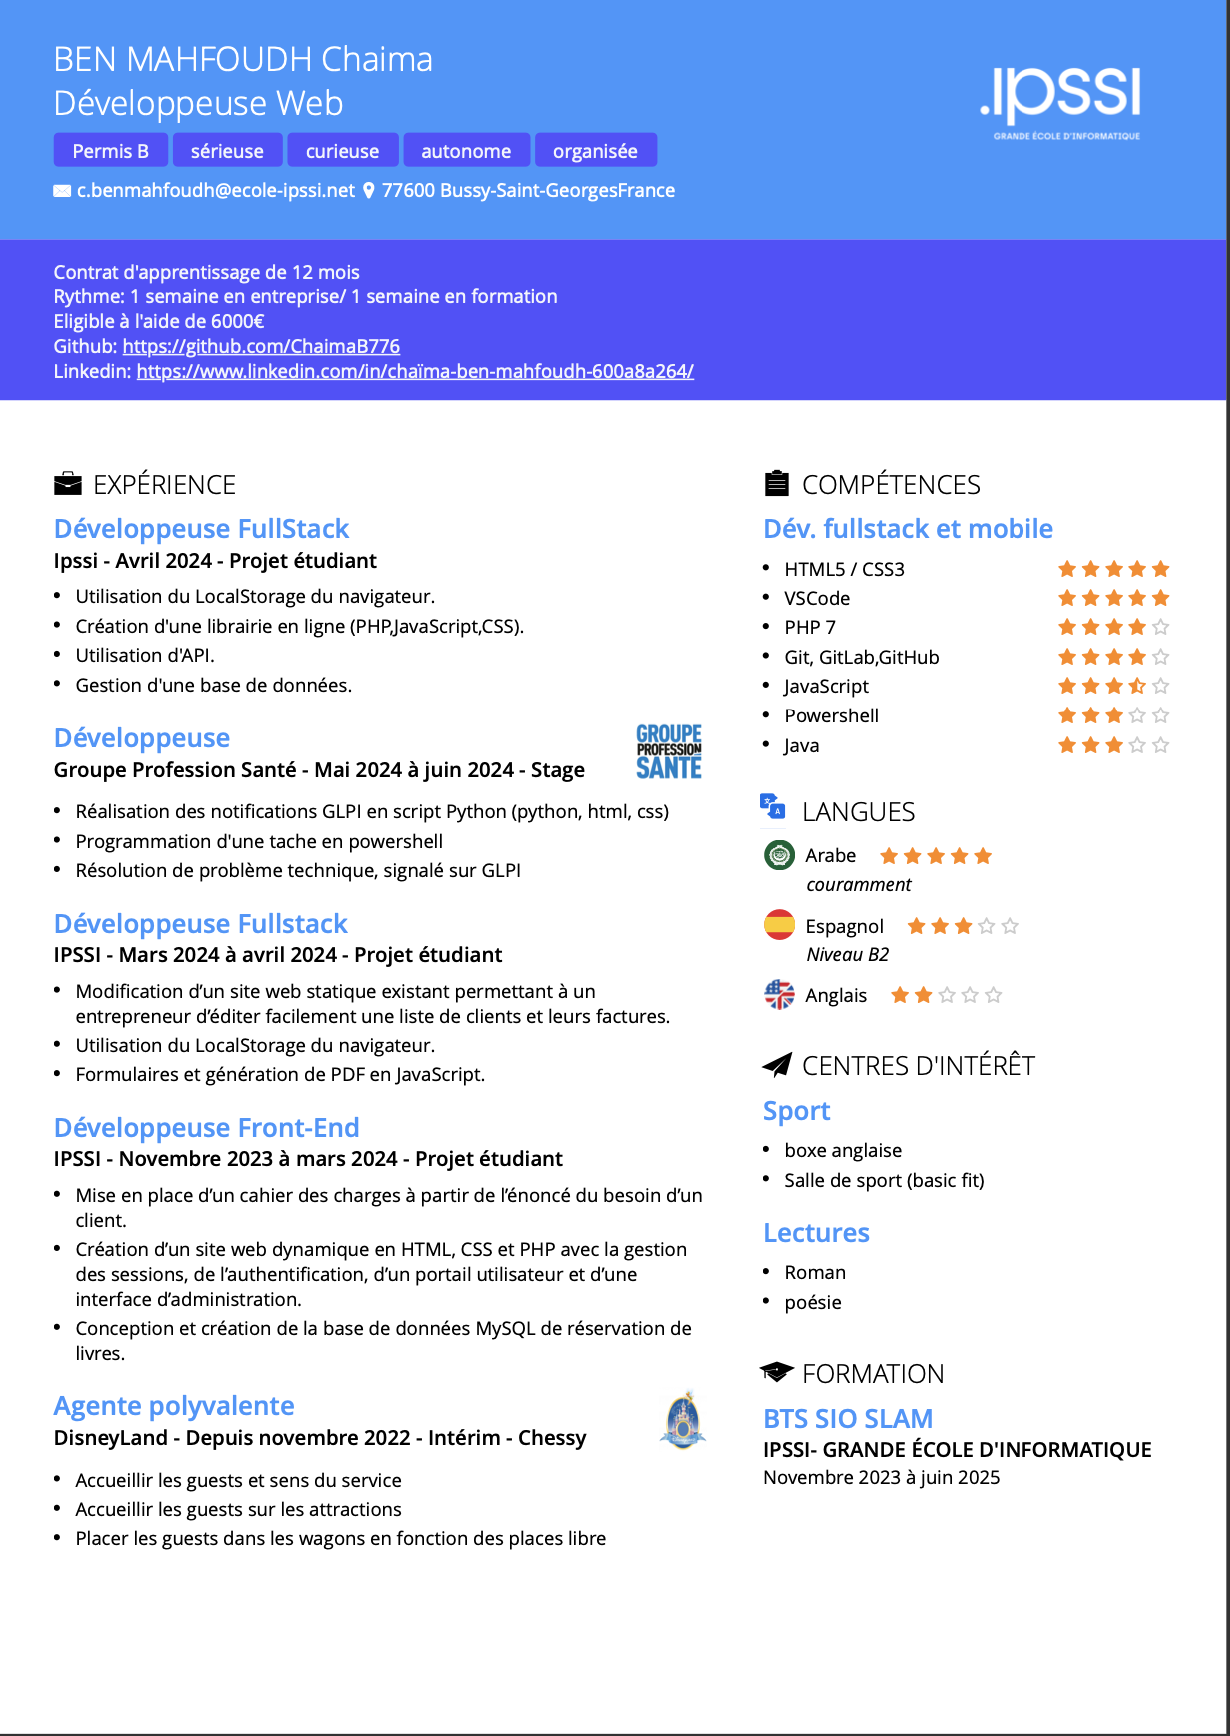 BEN MAHFOUDH Chaima
Développeuse Web
Permis B sérieuse curieuse autonome organisée
c.benmahfoudh@ecole-ipssi.net 77600 Bussy-Saint-GeorgesFrance
.IPSSI
GRANDE ÉCOLE D'INFORMATIQUE
Contrat d'apprentissage de 12 mois
Rythme: 1 semaine en entreprise/ 1 semaine en formation
Eligible à l'aide de 6000€
Github: https://github.com/ChaimaB776
Linkedin: https://www.linkedin.com/in/chaïma-ben-mahfoudh-600a8a264/
EXPÉRIENCE
Développeuse FullStack
Ipssi - Avril 2024 - Projet étudiant
Utilisation du LocalStorage du navigateur.
Création d'une librairie en ligne (PHP,JavaScript,CSS).
Utilisation d'API.
Gestion d'une base de données.
Développeuse
Groupe Profession Santé - Mai 2024 à juin 2024 - Stage
GROUPE
PROFESSION
SANTÉ
Réalisation des notifications GLPI en script Python (python, html, css)
Programmation d'une tache en powershell
Résolution de problème technique, signalé sur GLPI
Développeuse Fullstack
IPSSI - Mars 2024 à avril 2024 - Projet étudiant
Modification d’un site web statique existant permettant à un
entrepreneur d’éditer facilement une liste de clients et leurs factures.
Utilisation du LocalStorage du navigateur.
Formulaires et génération de PDF en JavaScript.
Développeuse Front-End
IPSSI - Novembre 2023 à mars 2024 - Projet étudiant
Mise en place d’un cahier des charges à partir de l’énoncé du besoin d’un
client.
Création d’un site web dynamique en HTML, CSS et PHP avec la gestion
des sessions, de l’authentification, d’un portail utilisateur et d’une
interface d’administration.
Conception et création de la base de données MySQL de réservation de
livres.
Agente polyvalente
DisneyLand - Depuis novembre 2022 - Intérim - Chessy
Accueillir les guests et sens du service
Accueillir les guests sur les attractions
Placer les guests dans les wagons en fonction des places libre
COMPÉTENCES
Dév. fullstack et mobile
HTML5 / CSS3
VSCode
PHP 7
Git, GitLab,GitHub
JavaScript
Powershell
Java
LANGUES
Arabe
couramment
Espagnol
Niveau B2
Anglais
CENTRES D'INTÉRÊT
Sport
boxe anglaise
Salle de sport (basic fit)
Lectures
Roman
poésie
FORMATION
BTS SIO SLAM
IPSSI- GRANDE ÉCOLE D'INFORMATIQUE
Novembre 2023 à juin 2025